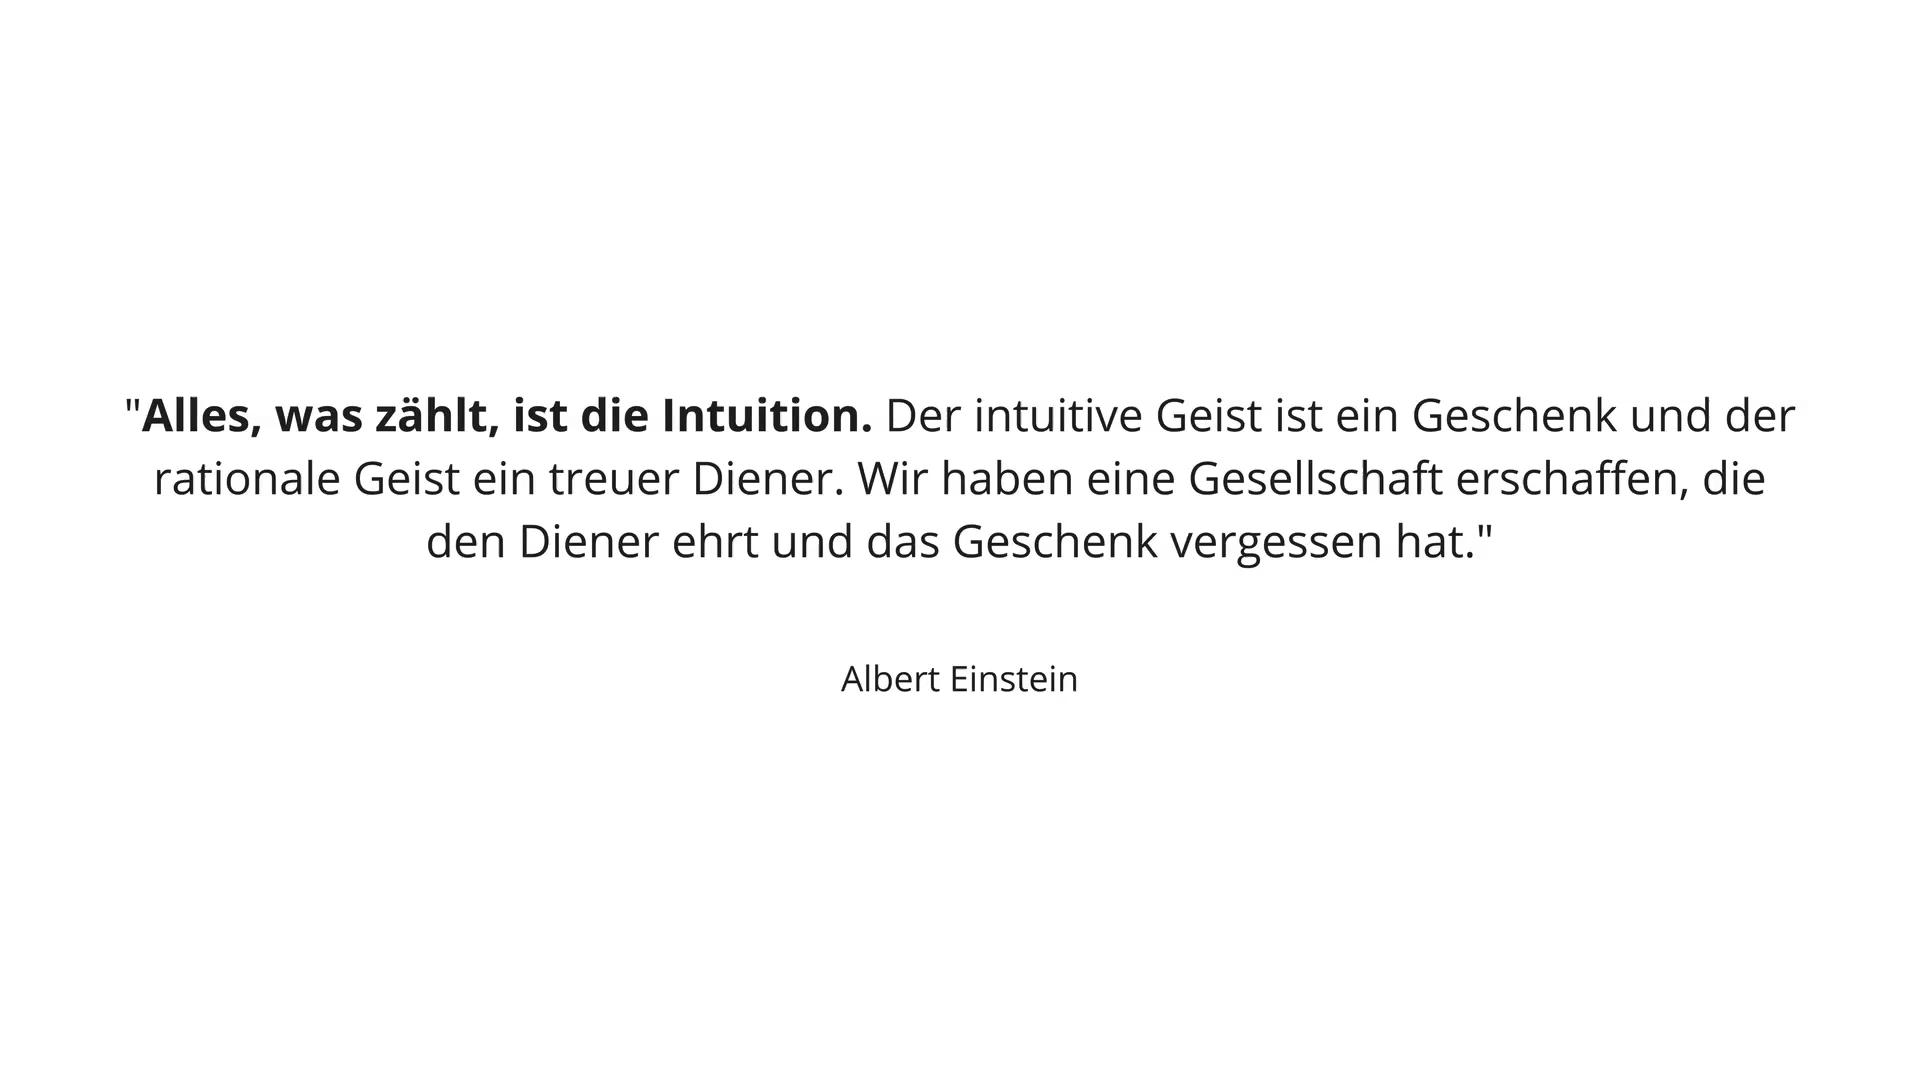 "Alles, was zählt, ist die Intuition. Der intuitive Geist ist ein Geschenk und der
rationale Geist ein treuer Diener. Wir haben eine Gesellschaft erschaffen, die
den Diener ehrt und das Geschenk vergessen hat."
Albert Einstein